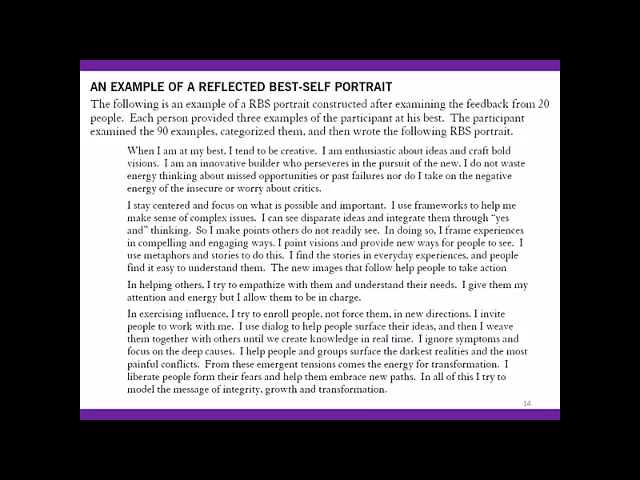 AN EXAMPLE OF A REFLECTED BEST-SELF PORTRAIT
The following is an example of a RBS portrait constructed after examining the feedback from 20
people. Each person provided three examples of the participant at his best. The participant
examined the 90 examples, categorized them, and then wrote the following RBS portrait.
When I am at my best, I tend to be creative. I am enthusiastic about ideas and craft bold
visions. I am an innovative builder who perseveres in the pursuit of the new. I do not waste
energy thinking about missed opportunities or past failures nor do I take on the negative
energy of the insecure or worry about critics.
I stay centered and focus on what is possible and important. I use frameworks to help me
make sense of complex issues. I can see disparate ideas and integrate them through "yes
and" thinking. So I make points others do not readily see. In doing so, I frame experiences
in compelling and engaging ways. I paint visions and provide new ways for people to see. I
use metaphors and stories to do this. I find the stories in everyday experiences, and people
find it easy to understand them. The new images that follow help people to take action
In helping others, I try to empathize with them and understand their needs. I give them my
attention and energy but I allow them to be in charge.
In exercising influence, I try to enroll people, not force them, in new directions. I invite
people to work with me. I use dialog to help people surface their ideas, and then I weave
them together with others until we create knowledge in real time. I ignore symptoms and
focus on the deep causes. I help people and groups surface the darkest realities and the most
painful conflicts. From these emergent tensions comes the energy for transformation. I
liberate people form their fears and help them embrace new paths. In all of this I try to
model the message of integrity, growth and transformation.
14